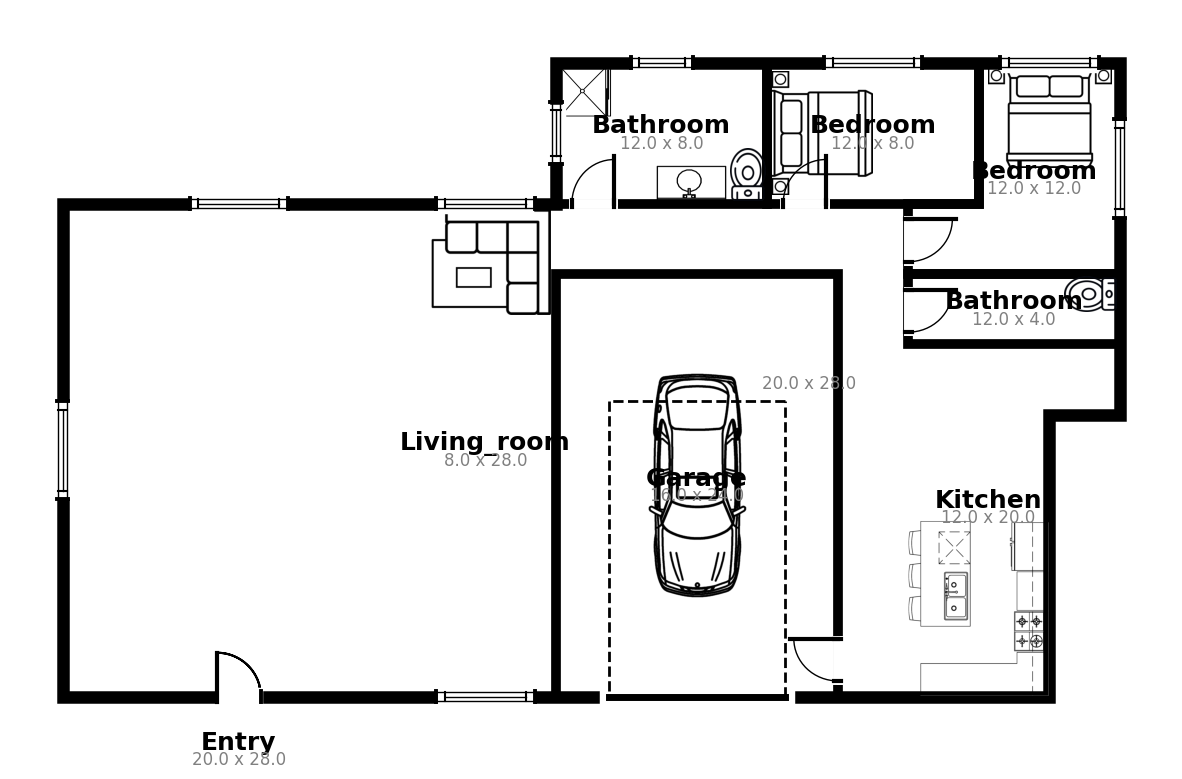 Bathroom
12.0 x 8.0
Bedroom
12.0 x 8.0
Bedroom
12.0 x 12.0
Bathroom
12.0 x 4.0
20.0 x 28.0
Living_room
8.0 x 28.0
Garage
16.0 x 24.0
Kitchen
12.0 x 20.0
Entry
20.0 x 28.0